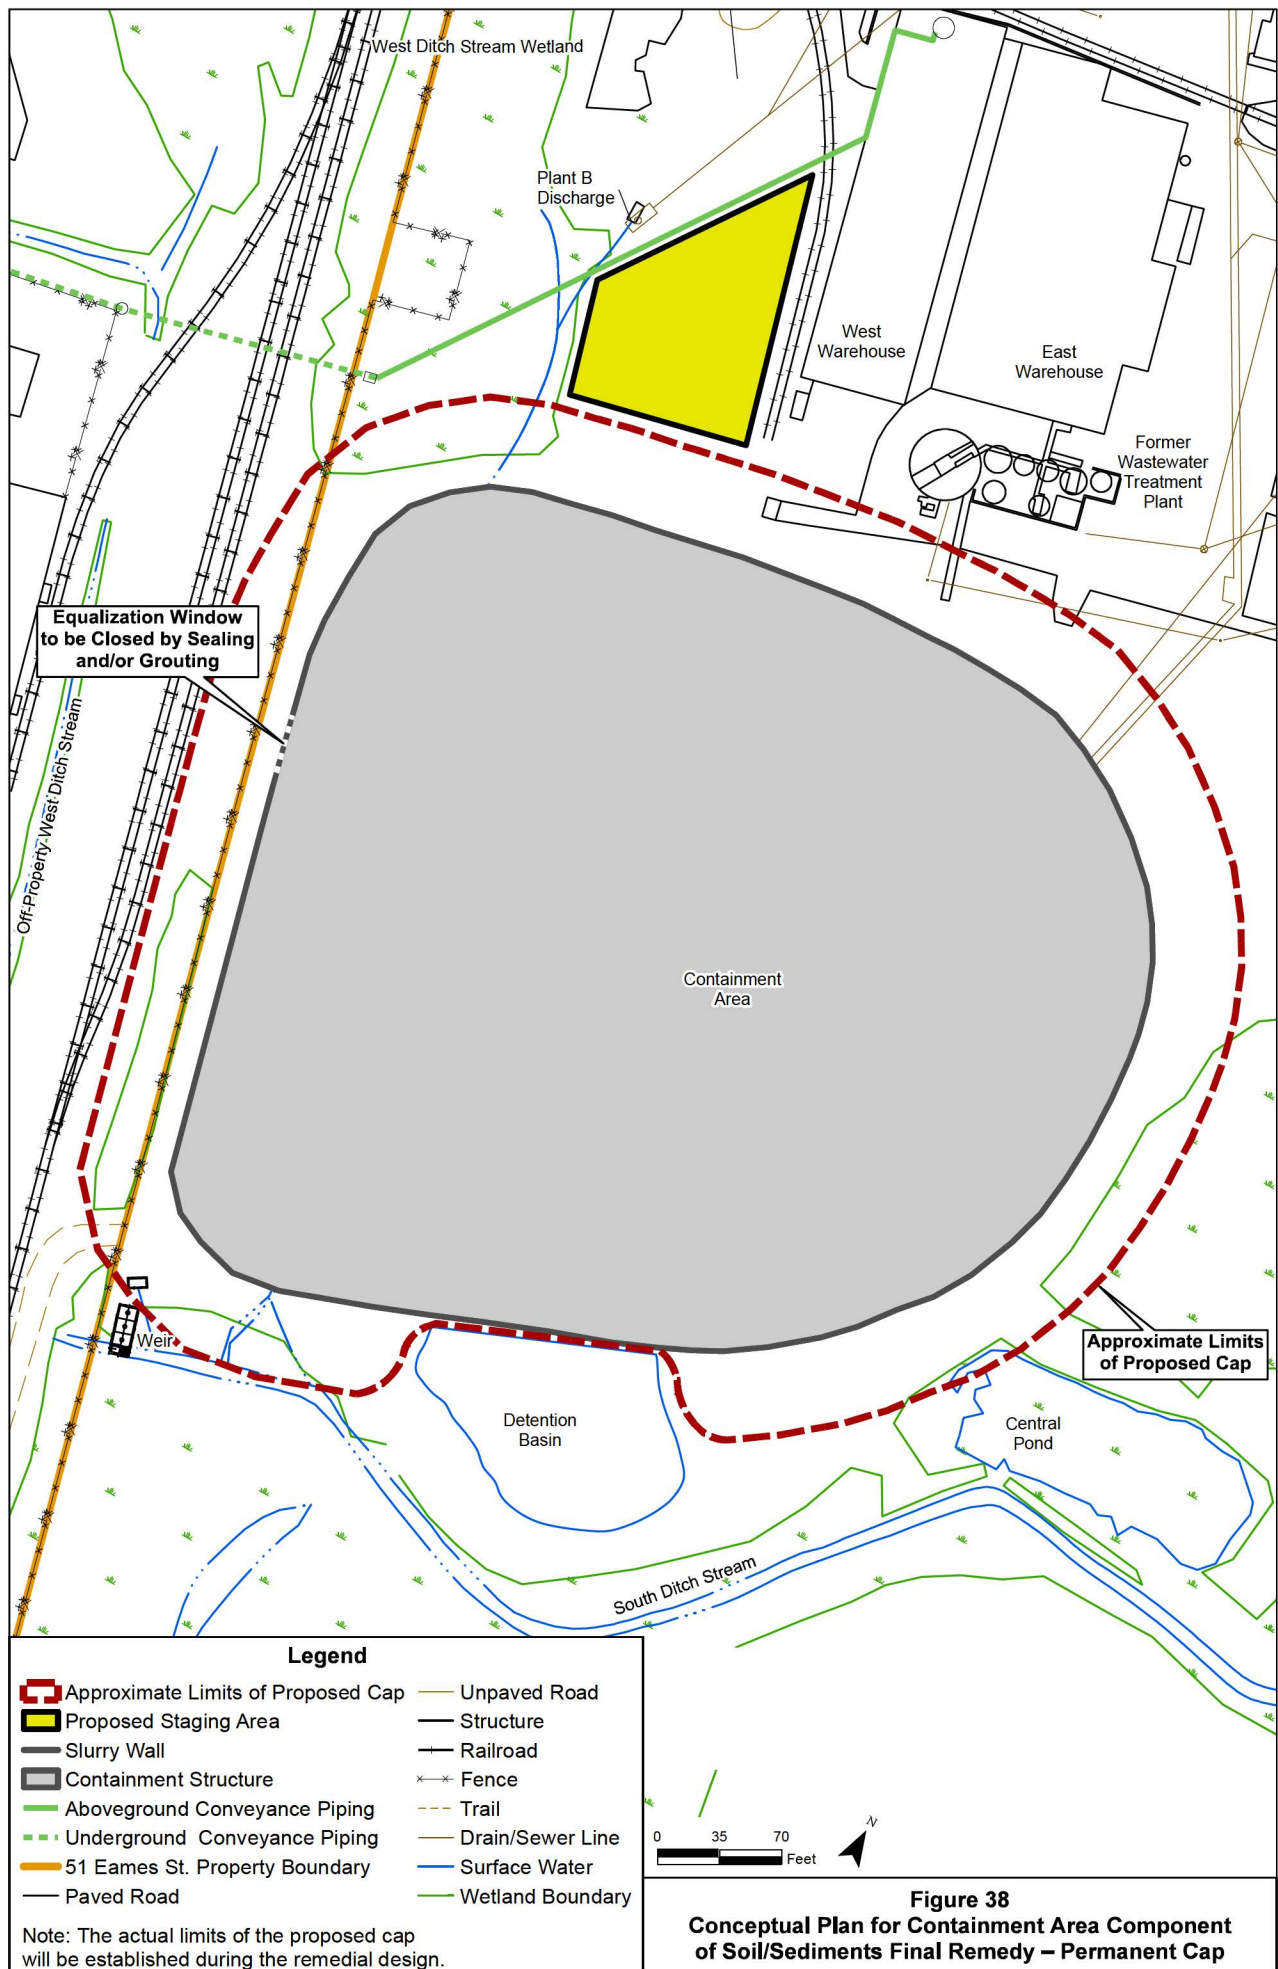 West Ditch Stream Wetland
Plant B
Discharge
West
Warehouse
East
Warehouse
Former
Wastewater
Treatment
Plant
Equalization Window
to be Closed by Sealing
and/or Grouting
Off-Property West Ditch Stream
Containment
Area
Weir
Approximate Limits
of Proposed Cap
Detention
Basin
Central
Pond
South Ditch Stream
Legend
Approximate Limits of Proposed Cap
Proposed Staging Area
Slurry Wall
Containment Structure
Aboveground Conveyance Piping
Underground Conveyance Piping
51 Eames St. Property Boundary
Paved Road
Unpaved Road
Structure
Railroad
Fence
Trail
Drain/Sewer Line
Surface Water
Wetland Boundary
Note: The actual limits of the proposed cap
will be established during the remedial design.
0 35 70
Feet
N
Figure 38
Conceptual Plan for Containment Area Component
of Soil/Sediments Final Remedy – Permanent Cap